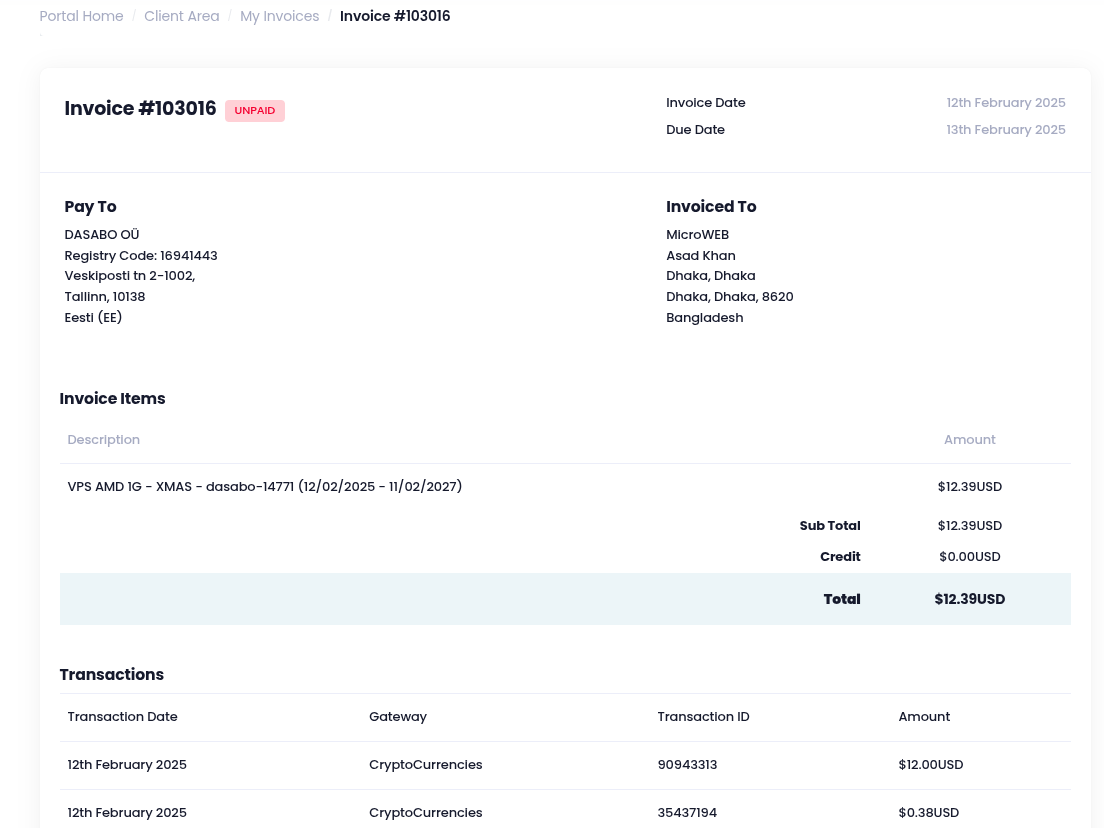 Portal Home / Client Area / My Invoices / Invoice #103016
Invoice #103016 UNPAID
Invoice Date 12th February 2025
Due Date 13th February 2025
Pay To
DASABO OÜ
Registry Code: 16941443
Veskiposti tn 2-1002,
Tallinn, 10138
Eesti (EE)
Invoiced To
MicroWEB
Asad Khan
Dhaka, Dhaka
Dhaka, Dhaka, 8620
Bangladesh
Invoice Items
Description Amount
VPS AMD 1G - XMAS - dasabo-14771 (12/02/2025 - 11/02/2027) $12.39USD
Sub Total $12.39USD
Credit $0.00USD
Total $12.39USD
Transactions
Transaction Date Gateway Transaction ID Amount
12th February 2025 CryptoCurrencies 90943313 $12.00USD
12th February 2025 CryptoCurrencies 35437194 $0.38USD